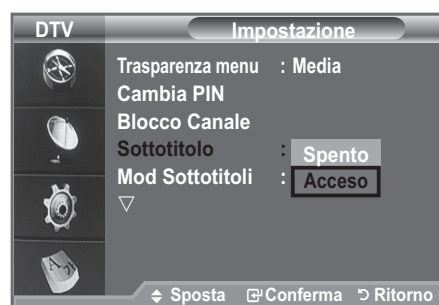 DTV Impostazione
Trasparenza menu : Media
Cambia PIN
Blocco Canale
Sottotitolo : Spento
Mod Sottotitoli : Acceso
Sposta Conferma Ritorno